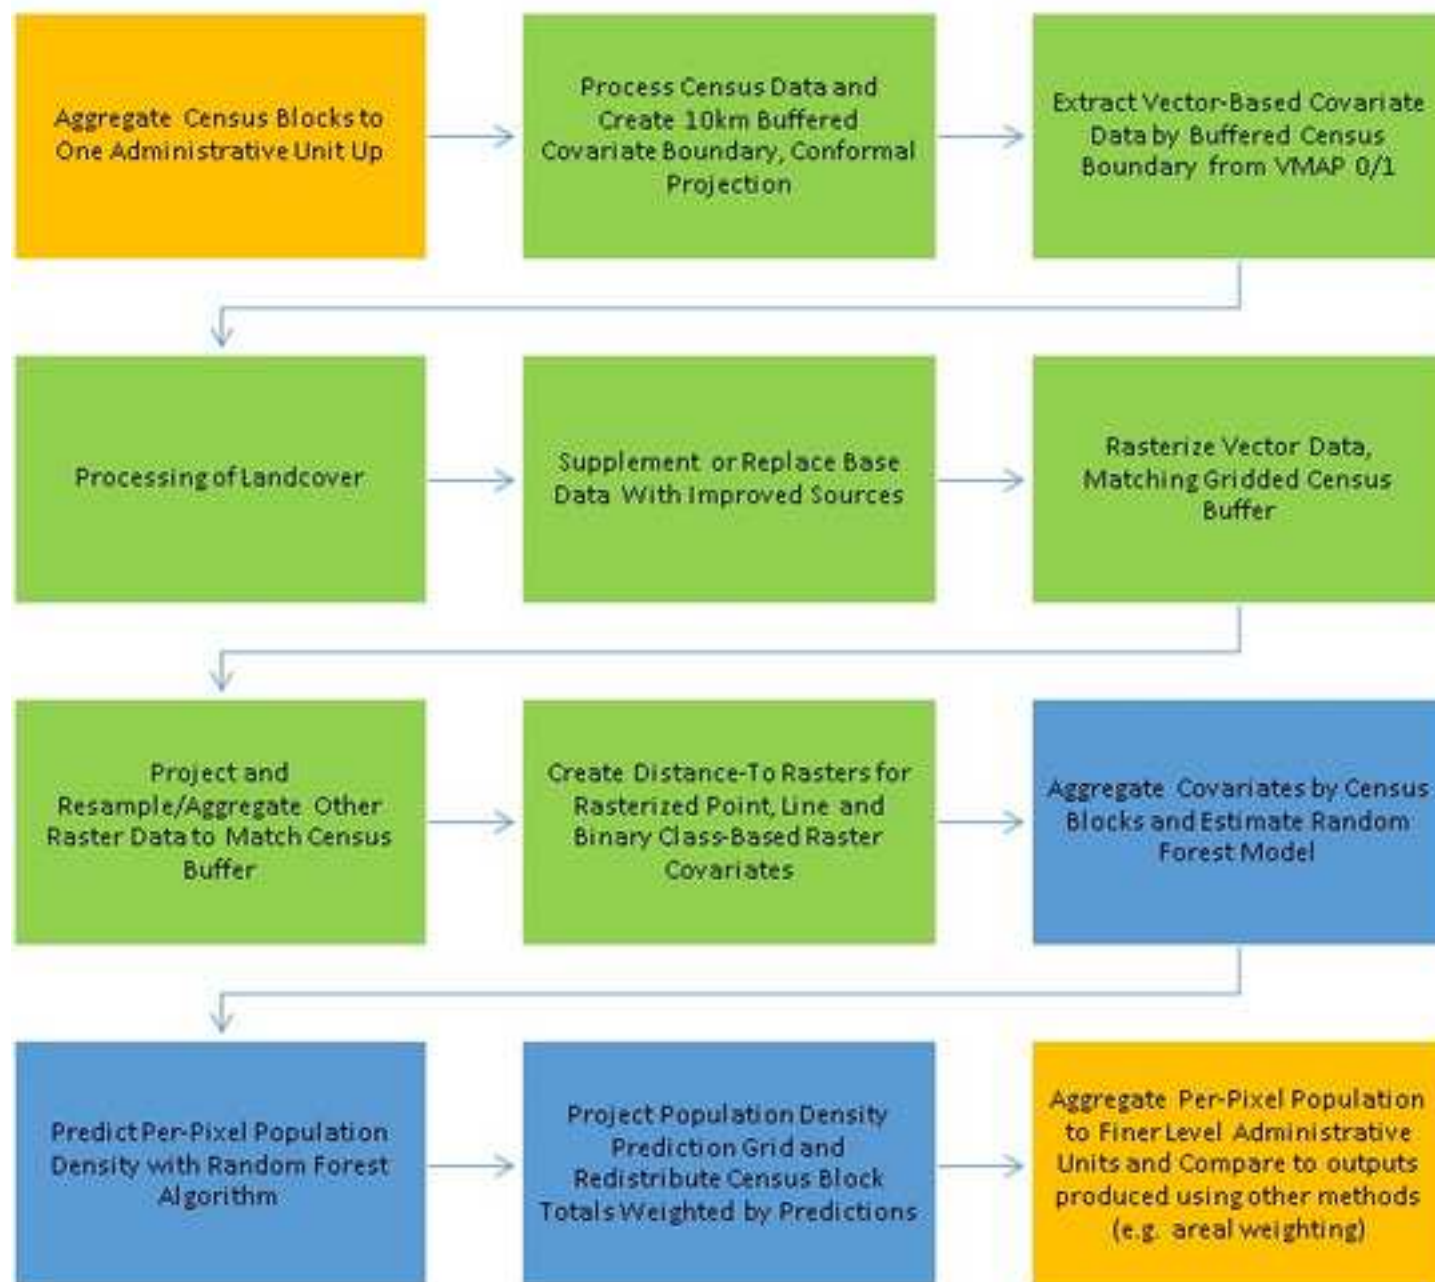 Aggregate Census Blocks to
One Administrative Unit Up
Process Census Data and
Create 10km Buffered
Covariate Boundary, Conformal
Projection
Extract Vector-Based Covariate
Data by Buffered Census
Boundary from VMAP 0/1
Processing of Landcover
Supplement or Replace Base
Data With Improved Sources
Rasterize Vector Data,
Matching Gridded Census
Buffer
Project and
Resample/Aggregate Other
Raster Data to Match Census
Buffer
Create Distance-To Rasters for
Rasterized Point, Line and
Binary Class-Based Raster
Covariates
Aggregate Covariates by Census
Blocks and Estimate Random
Forest Model
Predict Per-Pixel Population
Density with Random Forest
Algorithm
Project Population Density
Prediction Grid and
Redistribute Census Block
Totals Weighted by Predictions
Aggregate Per-Pixel Population
to Finer Level Administrative
Units and Compare to outputs
produced using other methods
(e.g. areal weighting)